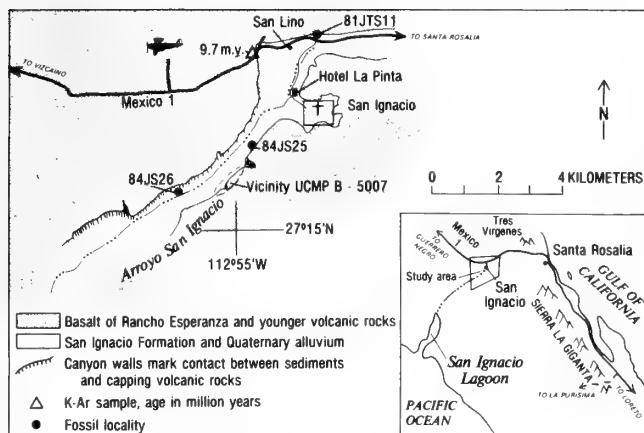 81JTS11
San Lino
TO SANTA ROSALIA
9.7 m.y.
TO VIZCAINO
Hotel La Pinta
Mexico 1
San Ignacio
N
84JS25
84JS26
0 2 4 KILOMETERS
Vicinity UCMP B - 5007
Arroyo San Ignacio
27°15'N
112°55'W
Basalt of Rancho Esperanza and younger volcanic rocks
San Ignacio Formation and Quaternary alluvium
Canyon walls mark contact between sediments
and capping volcanic rocks
K-Ar sample, age in million years
Fossil locality
Tres
Virgenes
TO
GUERRERO
NEGRO
Mexico
1
Santa Rosalia
Study area
San
Ignacio
GULF OF
CALIFORNIA
SIERRA LA GIGANTA
San Ignacio
Lagoon
TO LA PURISIMA
N
TO LORETO
PACIFIC
OCEAN